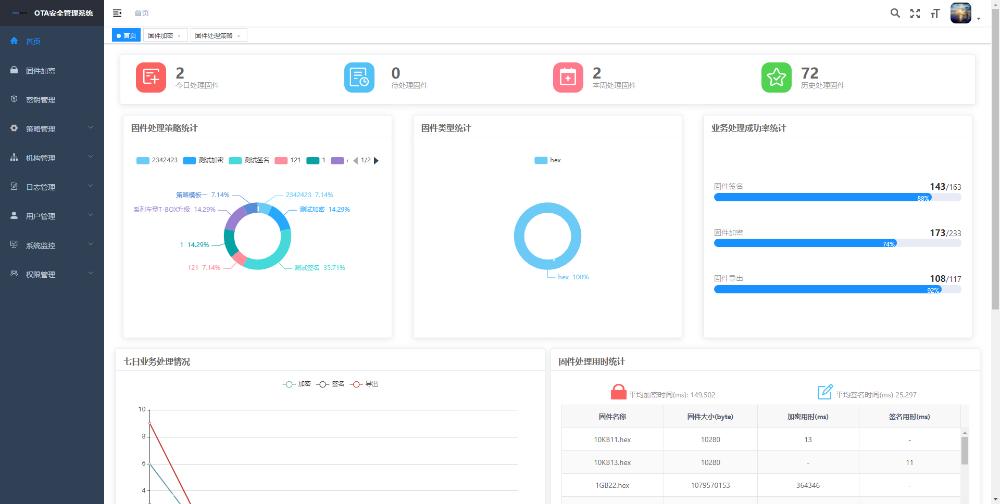 OTA安全管理系统
首页
首页
固件加密
密钥管理
策略管理
机构管理
日志管理
用户管理
系统监控
权限管理
首页
固件加密 ×
固件处理策略 ×
2
今日处理固件
0
待处理固件
2
本周处理固件
72
历史处理固件
固件处理策略统计
2342423 测试加密 测试签名 121 1 1/2
策略模板一 7.14%
2342423 7.14%
系列车型T-BOX升级 14.29%
测试加密 14.29%
1 14.29%
121 7.14%
测试签名 35.71%
固件类型统计
hex
hex 100%
业务处理成功率统计
固件签名 143/163
88%
固件加密 173/233
74%
固件导出 108/117
92%
七日业务处理情况
加密 签名 导出
10
8
6
4
固件处理用时统计
平均加密时间(ms): 149,502
平均签名时间(ms) 25,297
固件名称 固件大小(byte) 加密用时(ms) 签名用时(ms)
10KB11.hex 10280 13 -
10KB13.hex 10280 - 11
1GB22.hex 1079570153 364346 -